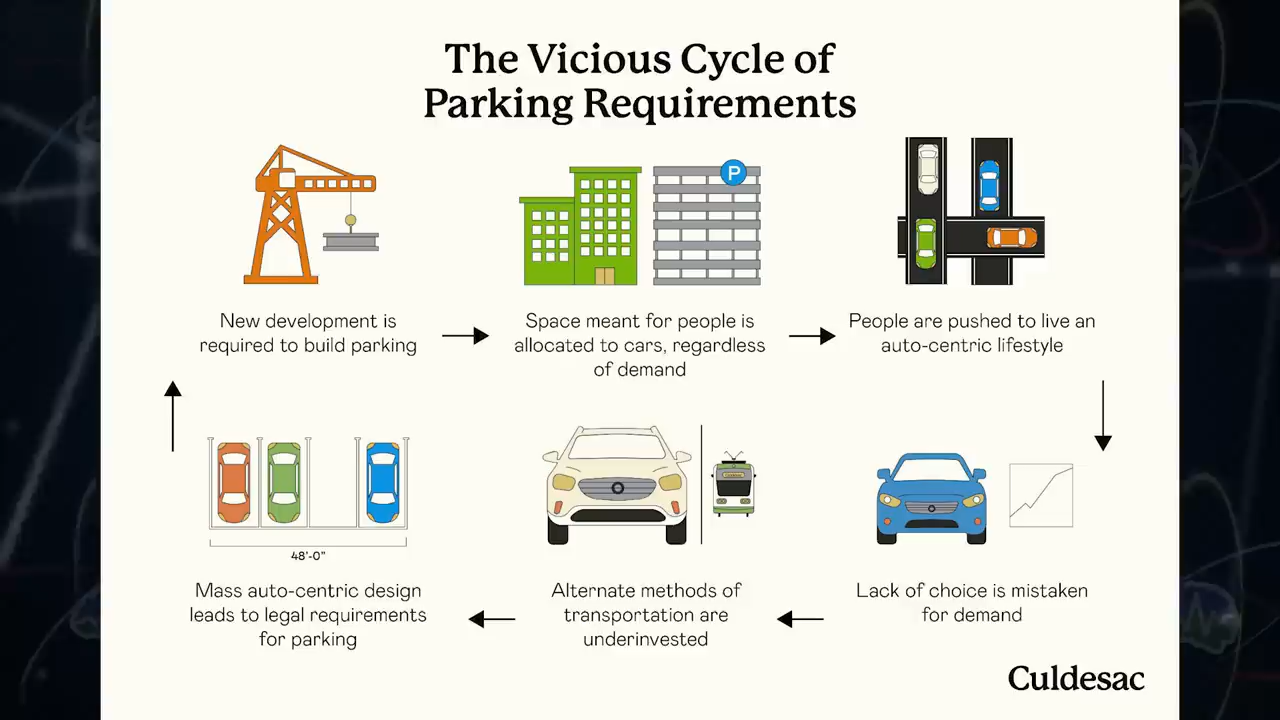 The Vicious Cycle of
Parking Requirements
P
New development is
required to build parking
Space meant for people is
allocated to cars, regardless
of demand
People are pushed to live an
auto-centric lifestyle
48'-0"
Mass auto-centric design
leads to legal requirements
for parking
Alternate methods of
transportation are
underinvested
Lack of choice is mistaken
for demand
Culdesac